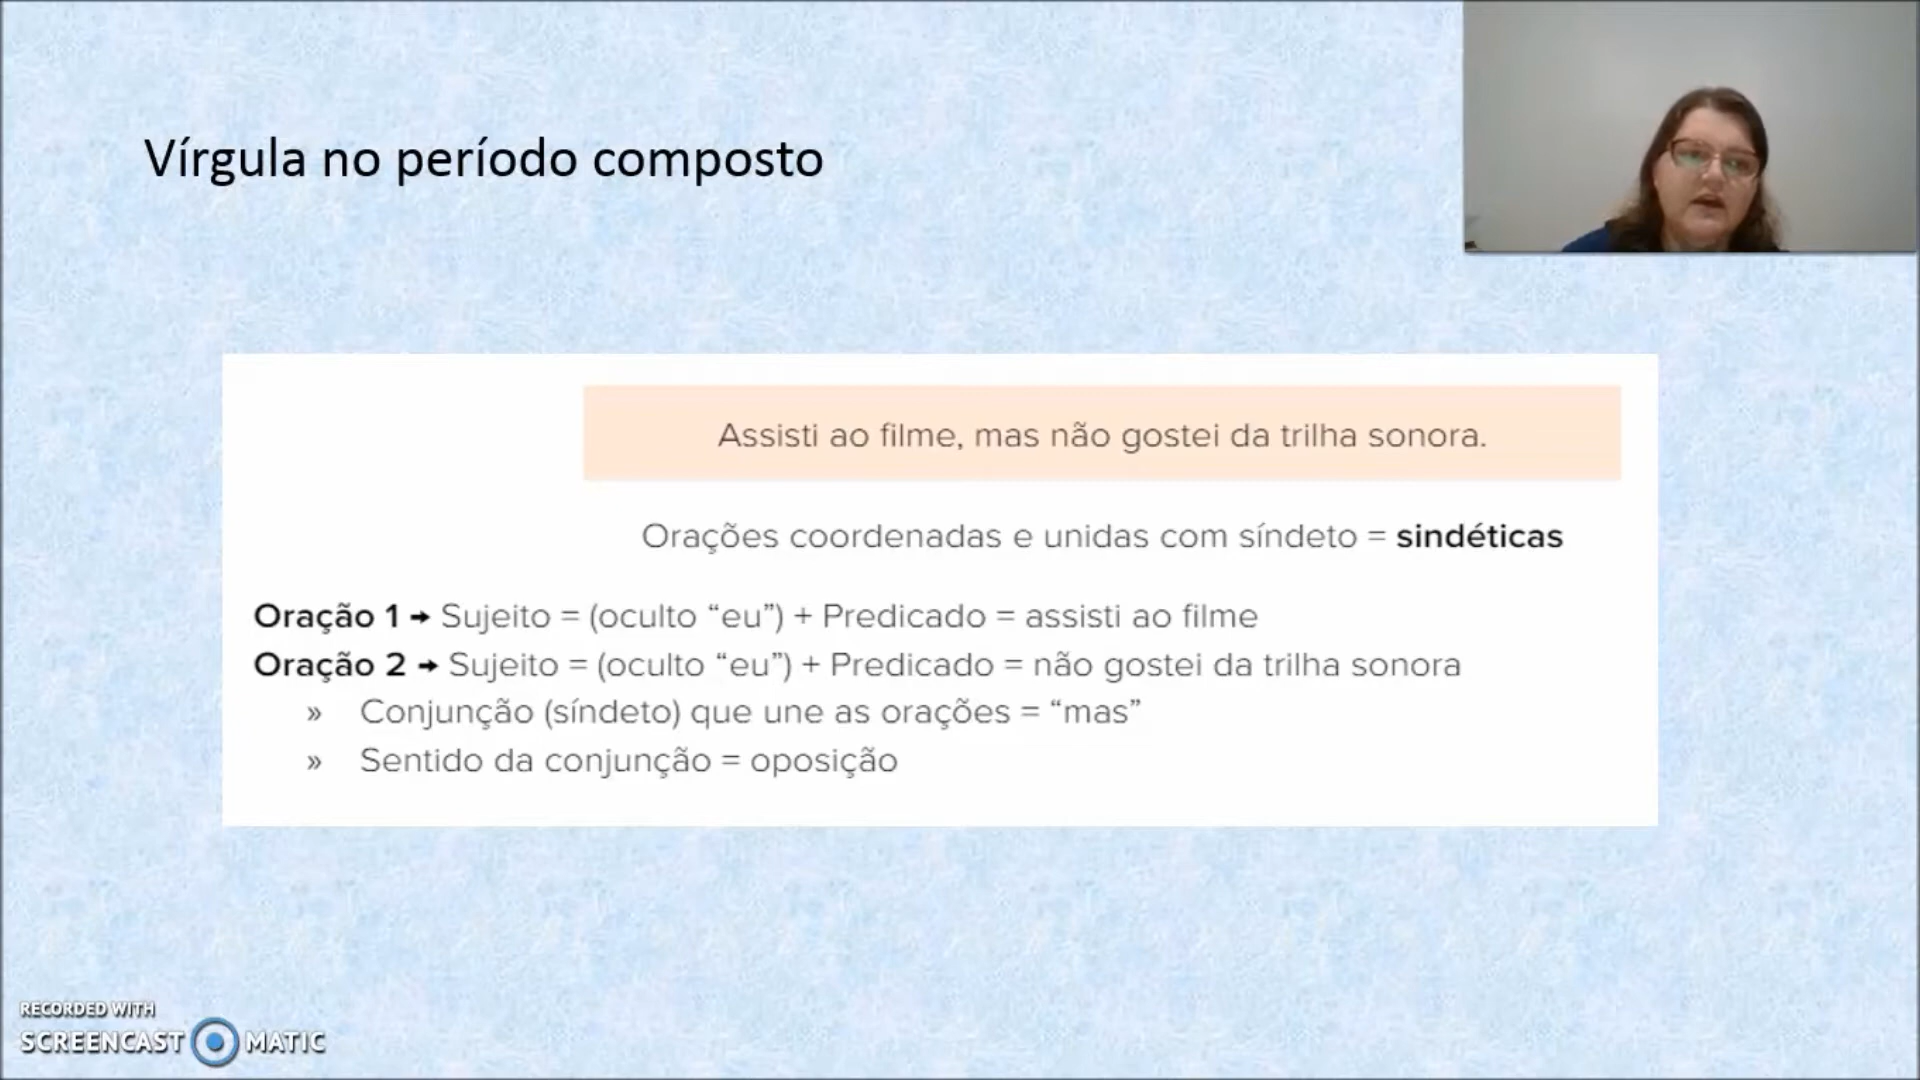 Vírgula no período composto
Assisti ao filme, mas não gostei da trilha sonora.
Orações coordenadas e unidas com síndeto = sindéticas
Oração 1 → Sujeito = (oculto “eu”) + Predicado = assisti ao filme
Oração 2 → Sujeito = (oculto “eu”) + Predicado = não gostei da trilha sonora
» Conjunção (síndeto) que une as orações = “mas”
» Sentido da conjunção = oposição
RECORDED WITH
SCREENCAST MATIC